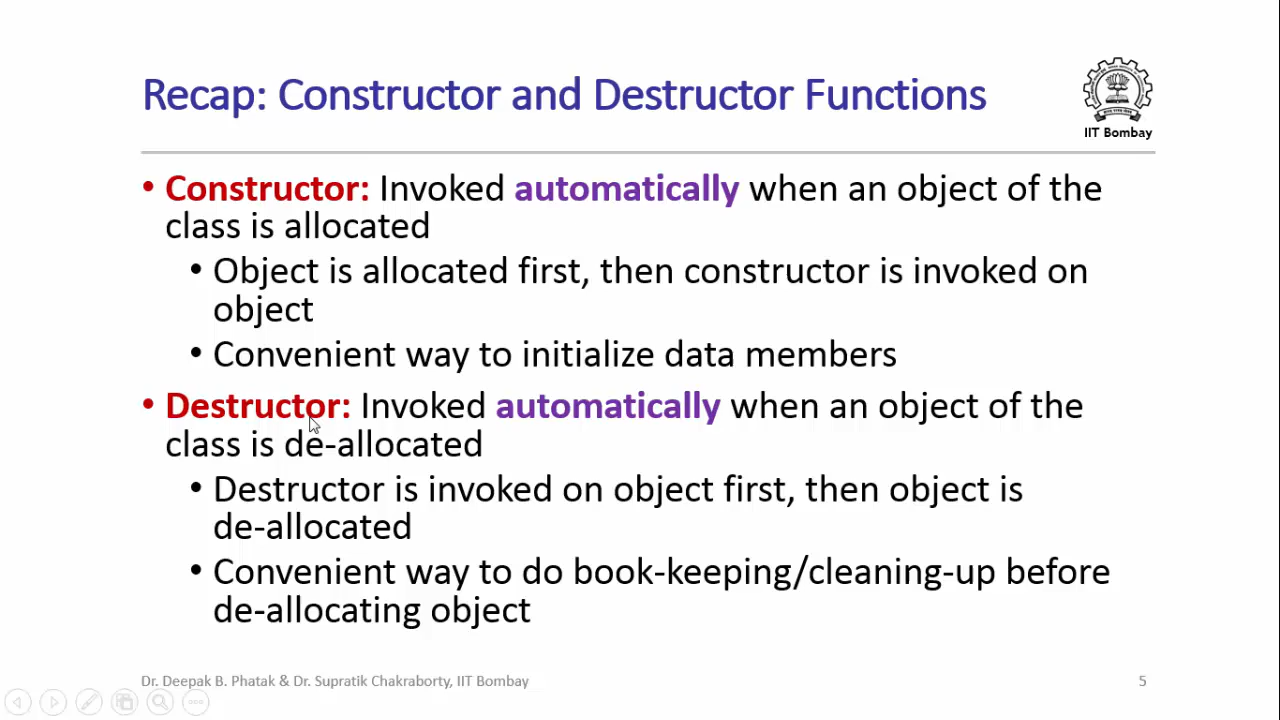 Recap: Constructor and Destructor Functions
IIT Bombay
• Constructor: Invoked automatically when an object of the
class is allocated
• Object is allocated first, then constructor is invoked on
object
• Convenient way to initialize data members
• Destructor: Invoked automatically when an object of the
class is de-allocated
• Destructor is invoked on object first, then object is
de-allocated
• Convenient way to do book-keeping/cleaning-up before
de-allocating object
Dr. Deepak B. Phatak & Dr. Supratik Chakraborty, IIT Bombay
5